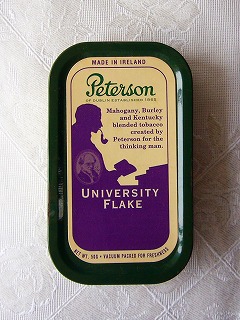 MADE IN IRELAND
Peterson
OF DUBLIN ESTABLISHED 1865
Mahogany, Burley
and Kentucky
blended tobacco
created by
Peterson for the
thinking man.
UNIVERSITY
FLAKE
NET WT. 50G • VACUUM PACKED FOR FRESHNESS